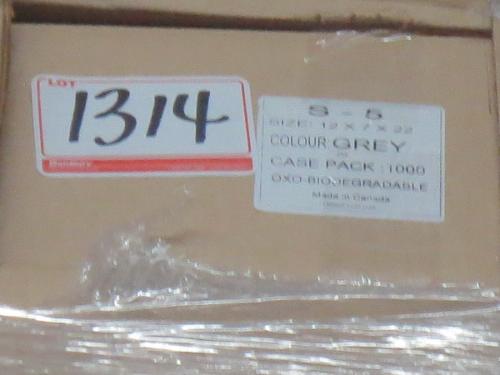 LOT
1314
S - 5
SIZE: 12 X 7 X 22
COLOUR GREY
CASE PACK : 1000
OXO-BIODEGRADABLE
Made in Canada